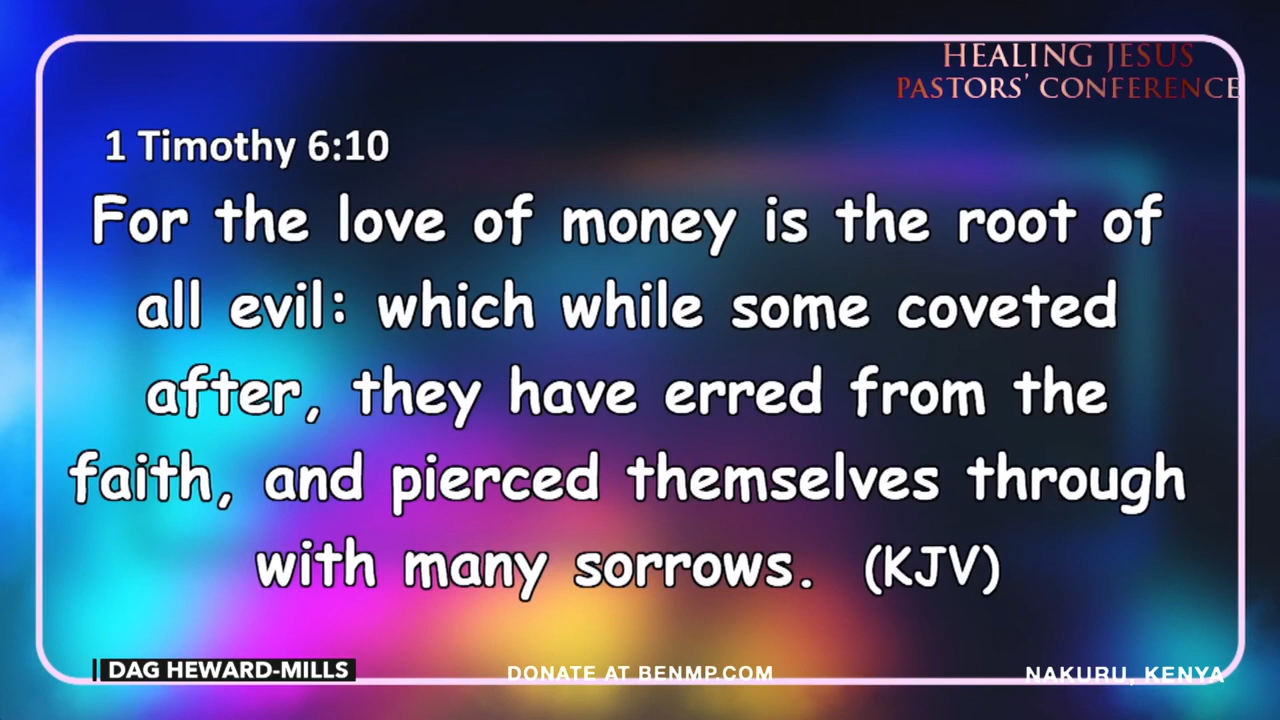 HEALING JESUS
PASTORS' CONFERENCE
1 Timothy 6:10
For the love of money is the root of
all evil: which while some coveted
after, they have erred from the
faith, and pierced themselves through
with many sorrows. (KJV)
DAG HEWARD-MILLS
DONATE AT BENMP.COM
NAKURU, KENYA